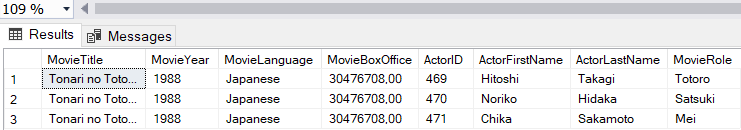 109 %
Results Messages
MovieTitle MovieYear MovieLanguage MovieBoxOffice ActorID ActorFirstName ActorLastName MovieRole
1 Tonari no Toto... 1988 Japanese 30476708,00 469 Hitoshi Takagi Totoro
2 Tonari no Toto... 1988 Japanese 30476708,00 470 Noriko Hidaka Satsuki
3 Tonari no Toto... 1988 Japanese 30476708,00 471 Chika Sakamoto Mei